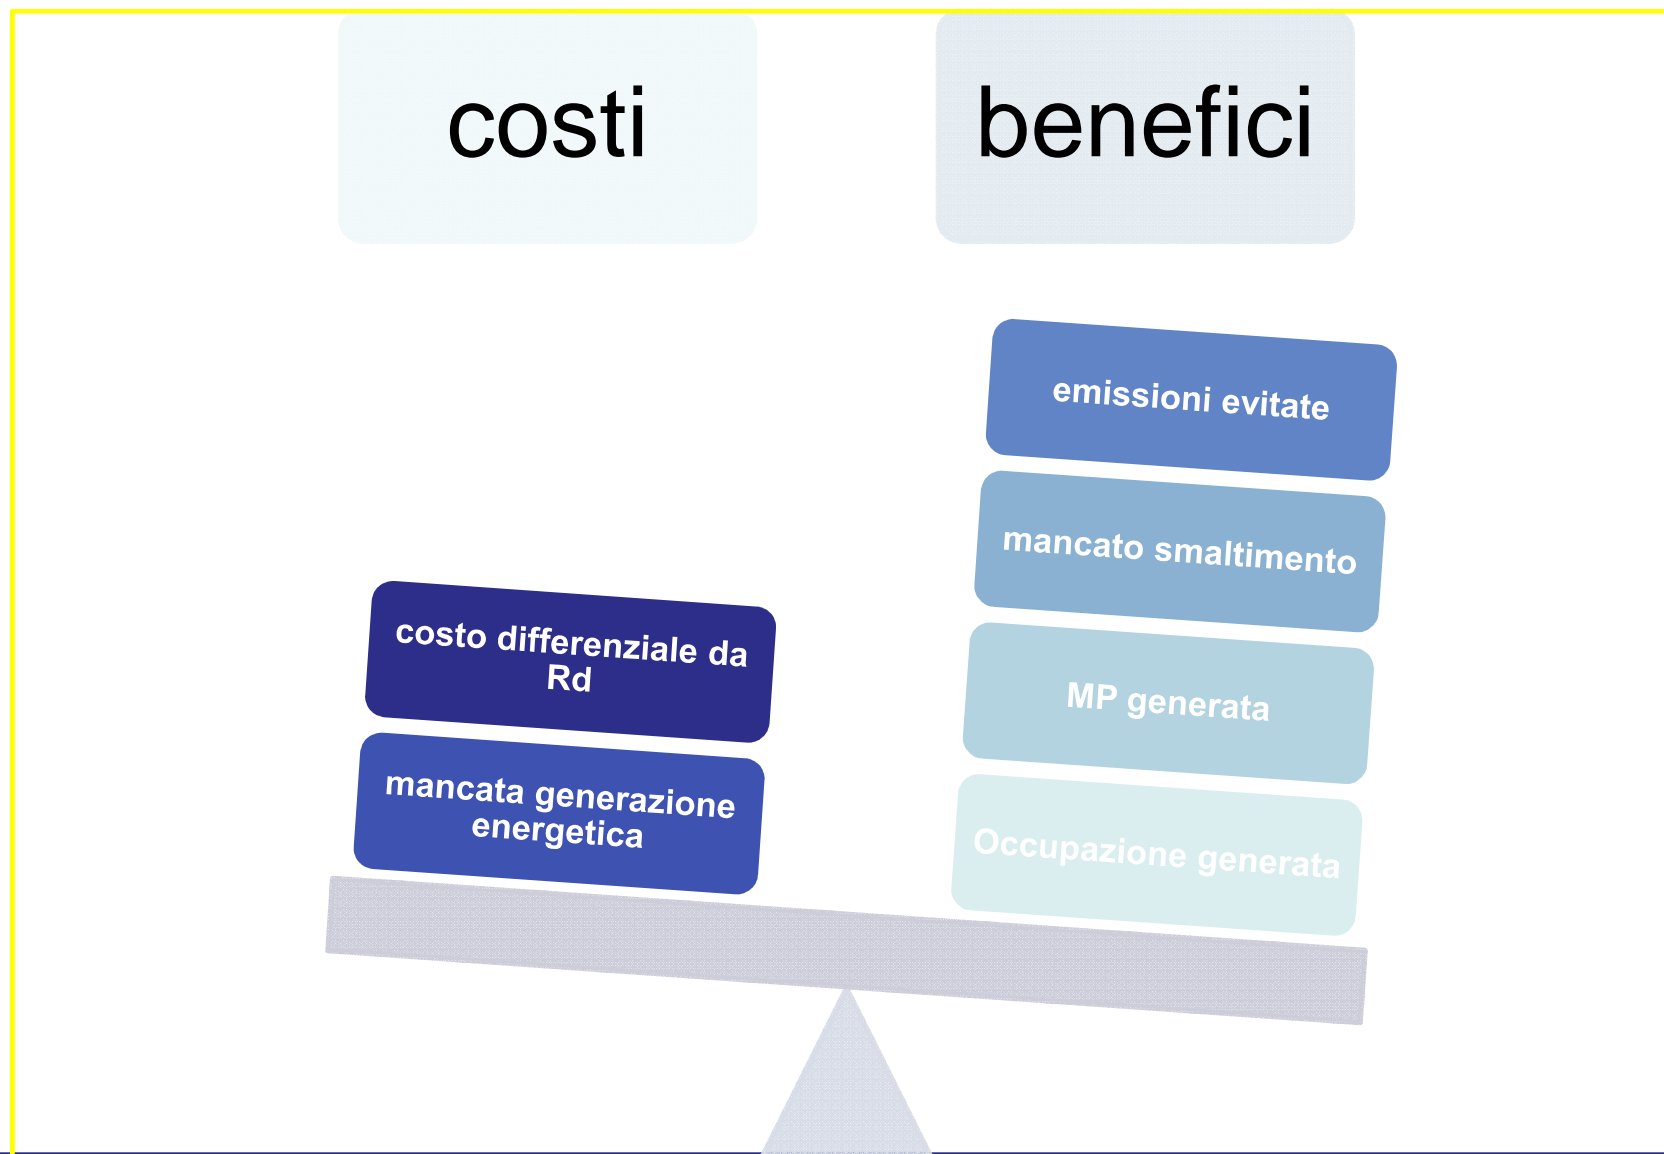 costi
benefici
emissioni evitate
mancato smaltimento
costo differenziale da
Rd
MP generata
mancata generazione
energetica
Occupazione generata